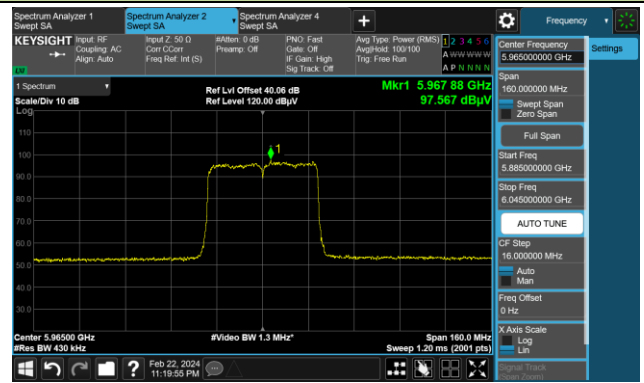 Spectrum Analyzer 1
Swept SA
Spectrum Analyzer 2
Swept SA
Spectrum Analyzer 4
Swept SA
+
Frequency
KEYSIGHT
Input: RF
Coupling: AC
Align: Auto
Input Z: 50 Ω
Corr CCorr
Freq Ref: Int (S)
#Atten: 0 dB
Preamp: Off
PNO: Fast
Gate: Off
IF Gain: High
Sig Track: Off
Avg Type: Power (RMS)
Avg|Hold: 100/100
Trig: Free Run
1 2 3 4 5 6
A W W W W W
A P N N N N
1 Spectrum
Scale/Div 10 dB
Log
Ref Lvl Offset 40.06 dB
Ref Level 120.00 dBµV
Mkr1 5.967 88 GHz
97.567 dBµV
1
110
100
90.0
80.0
70.0
60.0
50.0
40.0
30.0
Center 5.96500 GHz
#Res BW 430 kHz
#Video BW 1.3 MHz*
Span 160.0 MHz
Sweep 1.20 ms (2001 pts)
Center Frequency
5.965000000 GHz
Settings
Span
160.000000 MHz
Swept Span
Zero Span
Full Span
Start Freq
5.885000000 GHz
Stop Freq
6.045000000 GHz
AUTO TUNE
CF Step
16.000000 MHz
Auto
Man
Freq Offset
0 Hz
X Axis Scale
Log
Lin
Signal Track
(Span Zoom)
?
Feb 22, 2024
11:19:55 PM